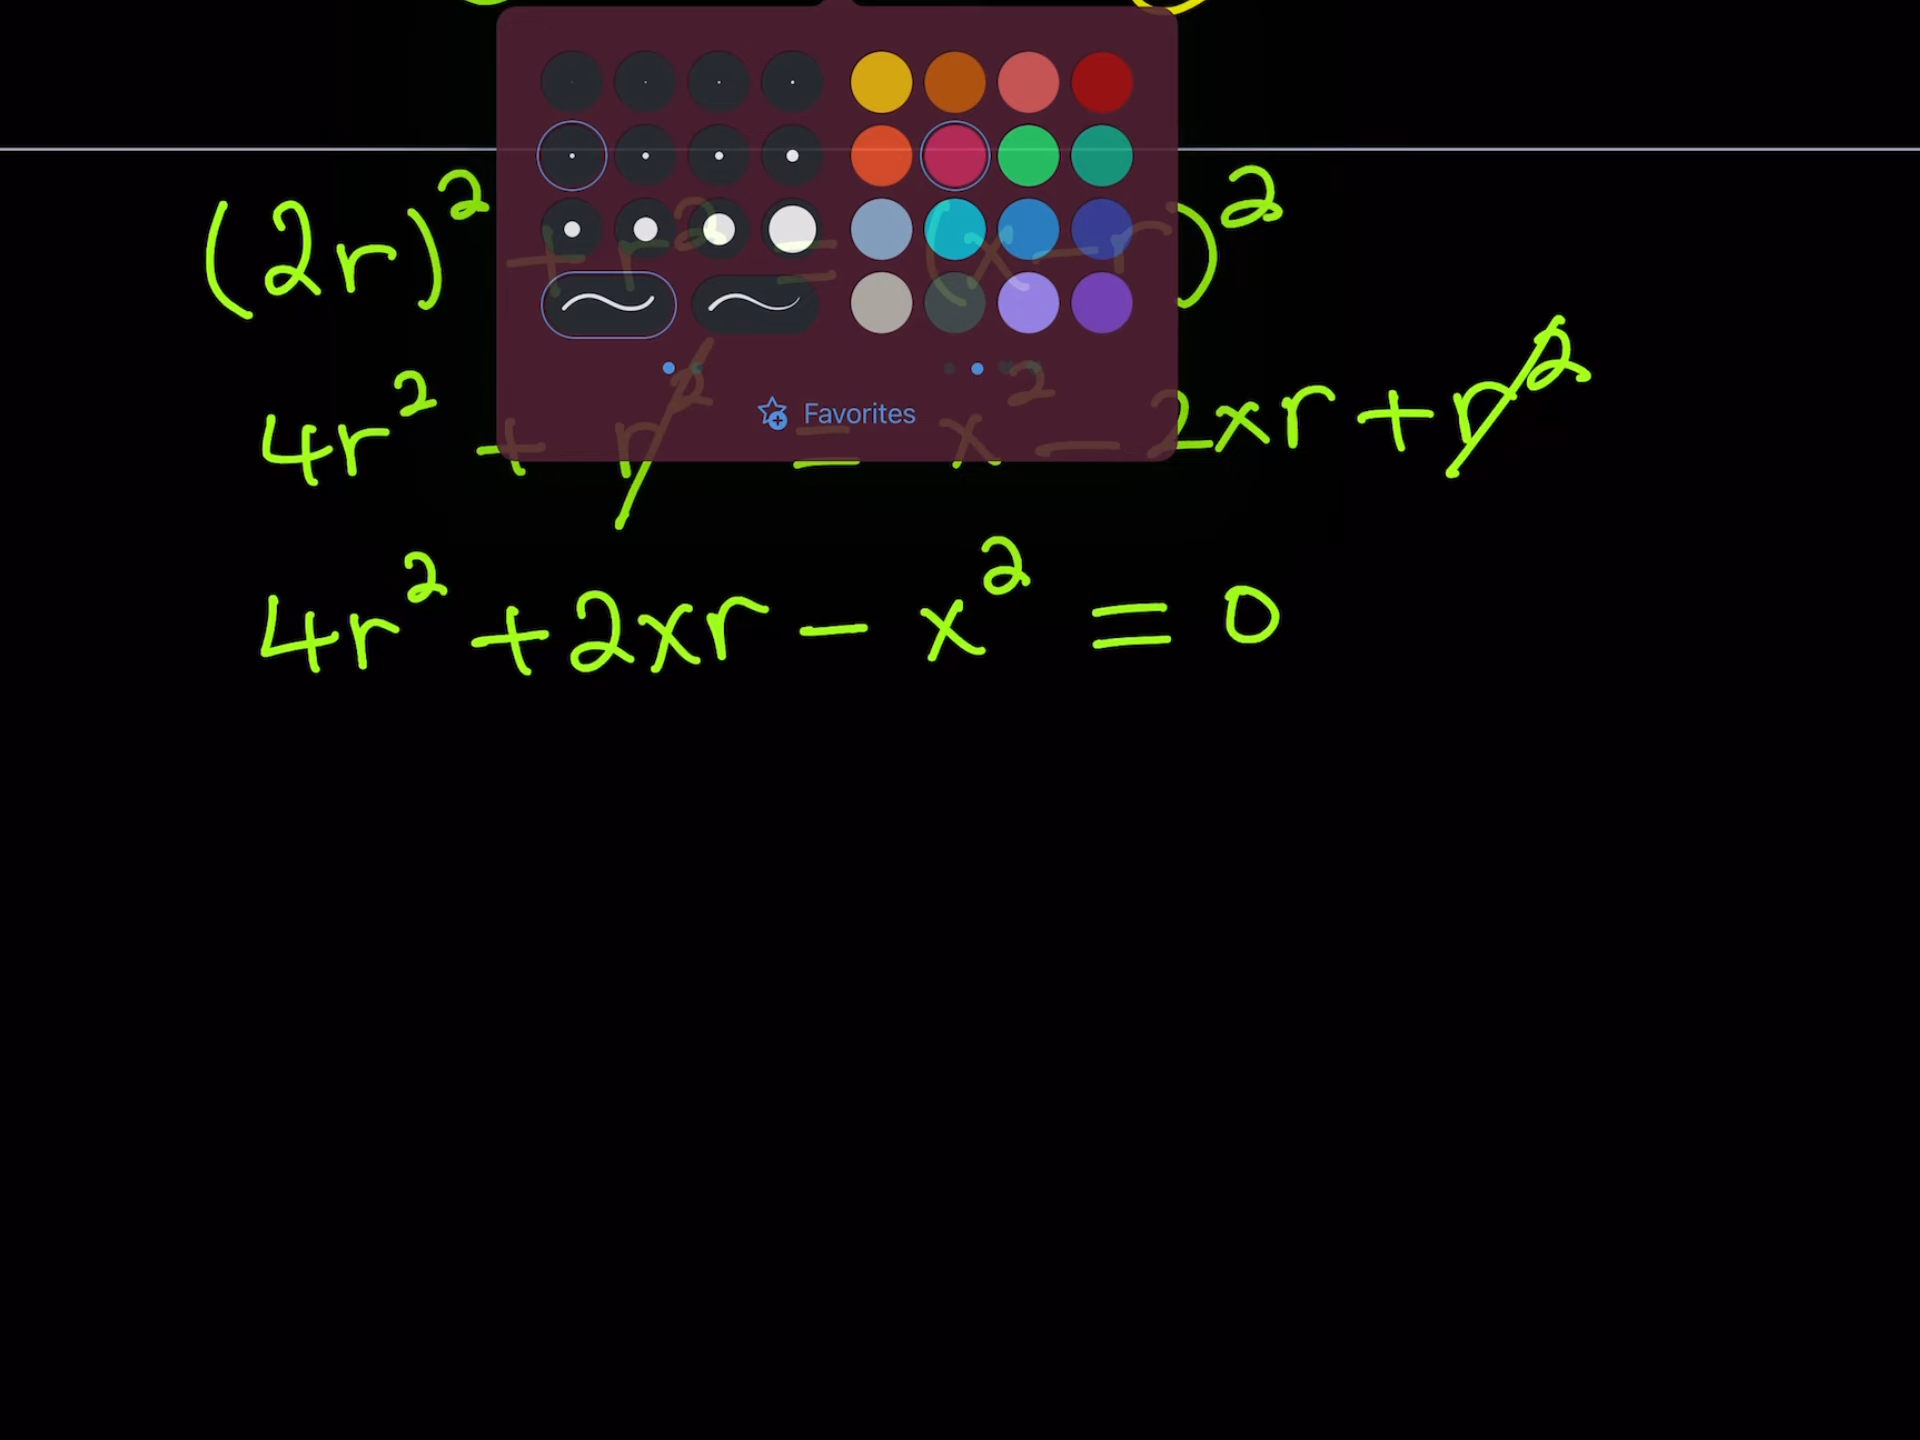 (2r)² + r² = (x-r)²
Favorites
4r² + r² = x² - 2xr + r²
4r² + 2xr - x² = 0